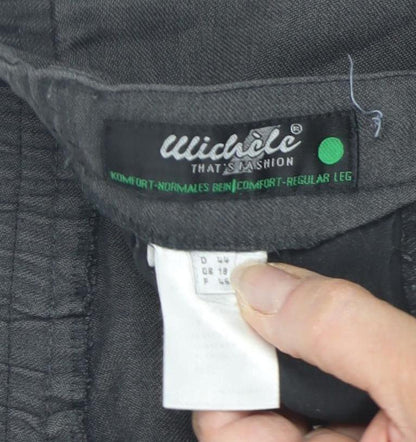 Michèle®
THAT'S FASHION
KOMFORT-NORMALES BEIN|COMFORT-REGULAR LEG
D 44
GB 18
F 46